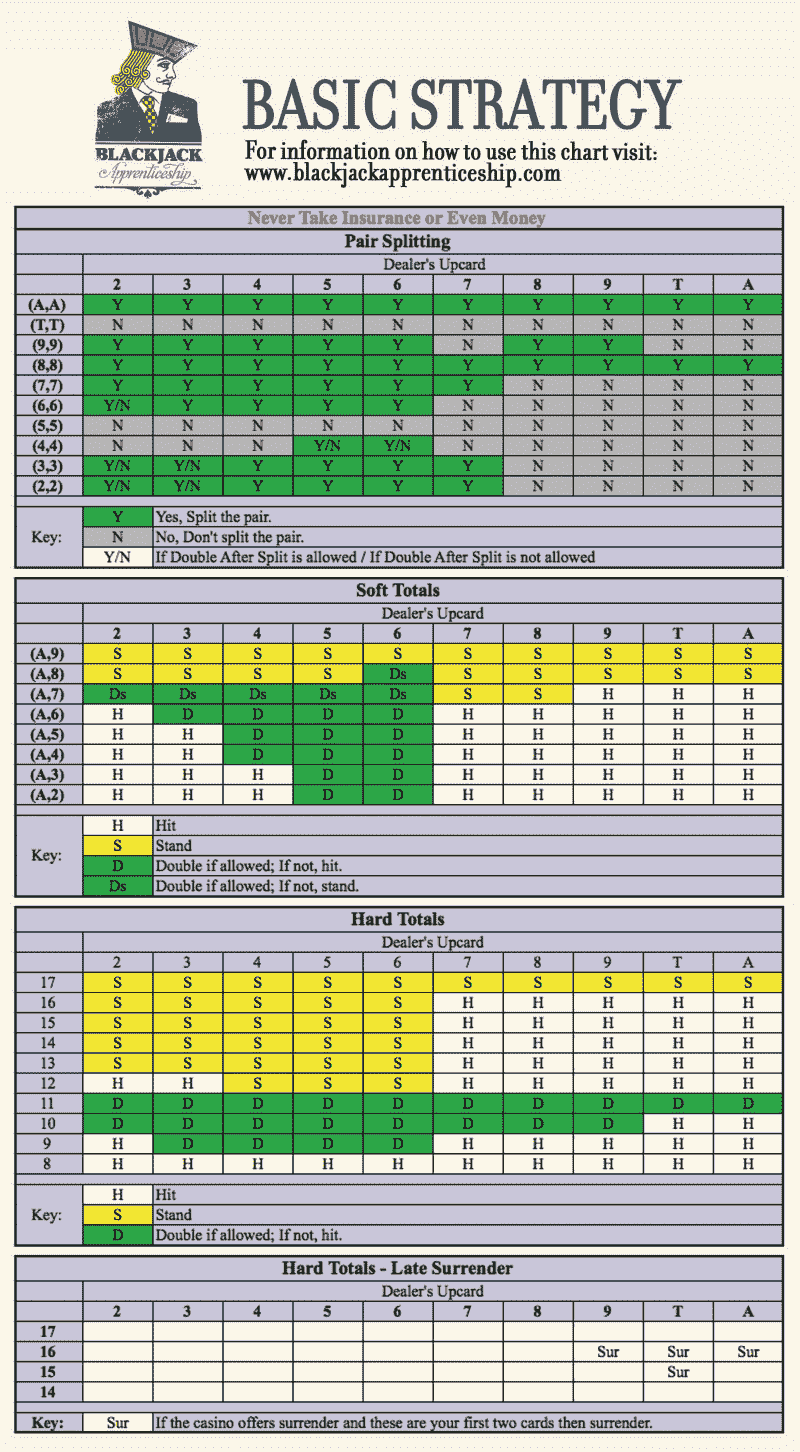 BLACKJACK
Apprenticeship
BASIC STRATEGY
For information on how to use this chart visit:
www.blackjackapprenticeship.com
Never Take Insurance or Even Money
Pair Splitting
Dealer's Upcard
2 3 4 5 6 7 8 9 T A
(A,A) Y Y Y Y Y Y Y Y Y Y
(T,T) N N N N N N N N N N
(9,9) Y Y Y Y Y N Y Y N N
(8,8) Y Y Y Y Y Y Y Y Y Y
(7,7) Y Y Y Y Y Y N N N N
(6,6) Y/N Y Y Y Y N N N N N
(5,5) N N N N N N N N N N
(4,4) N N N Y/N Y/N N N N N N
(3,3) Y/N Y/N Y Y Y Y N N N N
(2,2) Y/N Y/N Y Y Y Y N N N N
Key:
Y Yes, Split the pair.
N No, Don't split the pair.
Y/N If Double After Split is allowed / If Double After Split is not allowed
Soft Totals
Dealer's Upcard
2 3 4 5 6 7 8 9 T A
(A,9) S S S S S S S S S S
(A,8) S S S S Ds S S S S S
(A,7) Ds Ds Ds Ds Ds S S H H H
(A,6) H D D D D H H H H H
(A,5) H H D D D H H H H H
(A,4) H H D D D H H H H H
(A,3) H H H D D H H H H H
(A,2) H H H D D H H H H H
Key:
H Hit
S Stand
D Double if allowed; If not, hit.
Ds Double if allowed; If not, stand.
Hard Totals
Dealer's Upcard
2 3 4 5 6 7 8 9 T A
17 S S S S S S S S S S
16 S S S S S H H H H H
15 S S S S S H H H H H
14 S S S S S H H H H H
13 S S S S S H H H H H
12 H H S S S H H H H H
11 D D D D D D D D D D
10 D D D D D D D D H H
9 H D D D D H H H H H
8 H H H H H H H H H H
Key:
H Hit
S Stand
D Double if allowed; If not, hit.
Hard Totals - Late Surrender
Dealer's Upcard
2 3 4 5 6 7 8 9 T A
17
16 Sur Sur Sur
15 Sur
14
Key: Sur If the casino offers surrender and these are your first two cards then surrender.